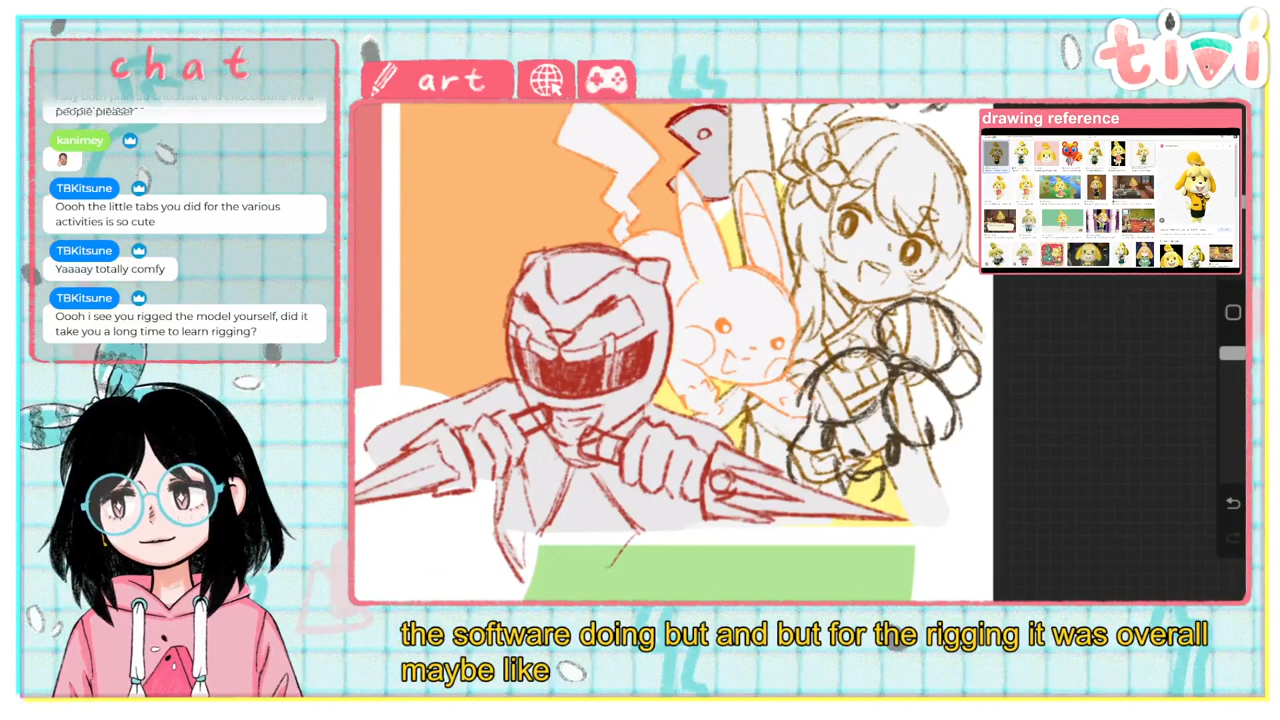 chat
people pleaser
kanimey
TBKitsune
Oooh the little tabs you did for the various
activities is so cute
TBKitsune
Yaaaay totally comfy
TBKitsune
Oooh i see you rigged the model yourself, did it
take you a long time to learn rigging?
art
tivi
drawing reference
the software doing but and but for the rigging it was overall
maybe like